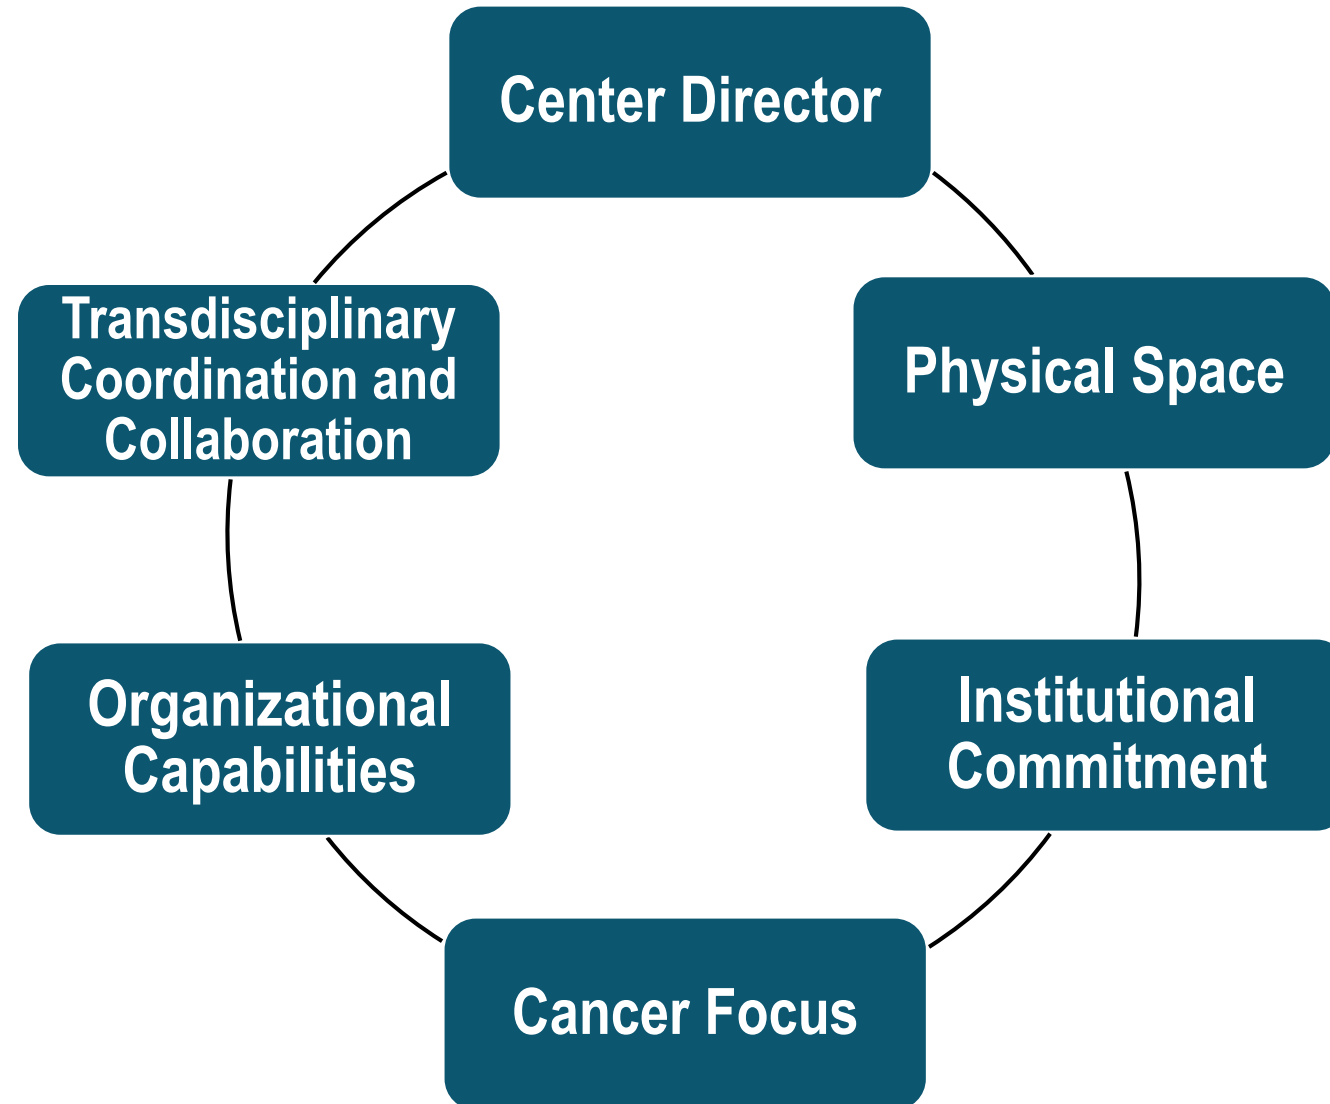 Center Director
Transdisciplinary
Coordination and
Collaboration
Physical Space
Organizational
Capabilities
Institutional
Commitment
Cancer Focus